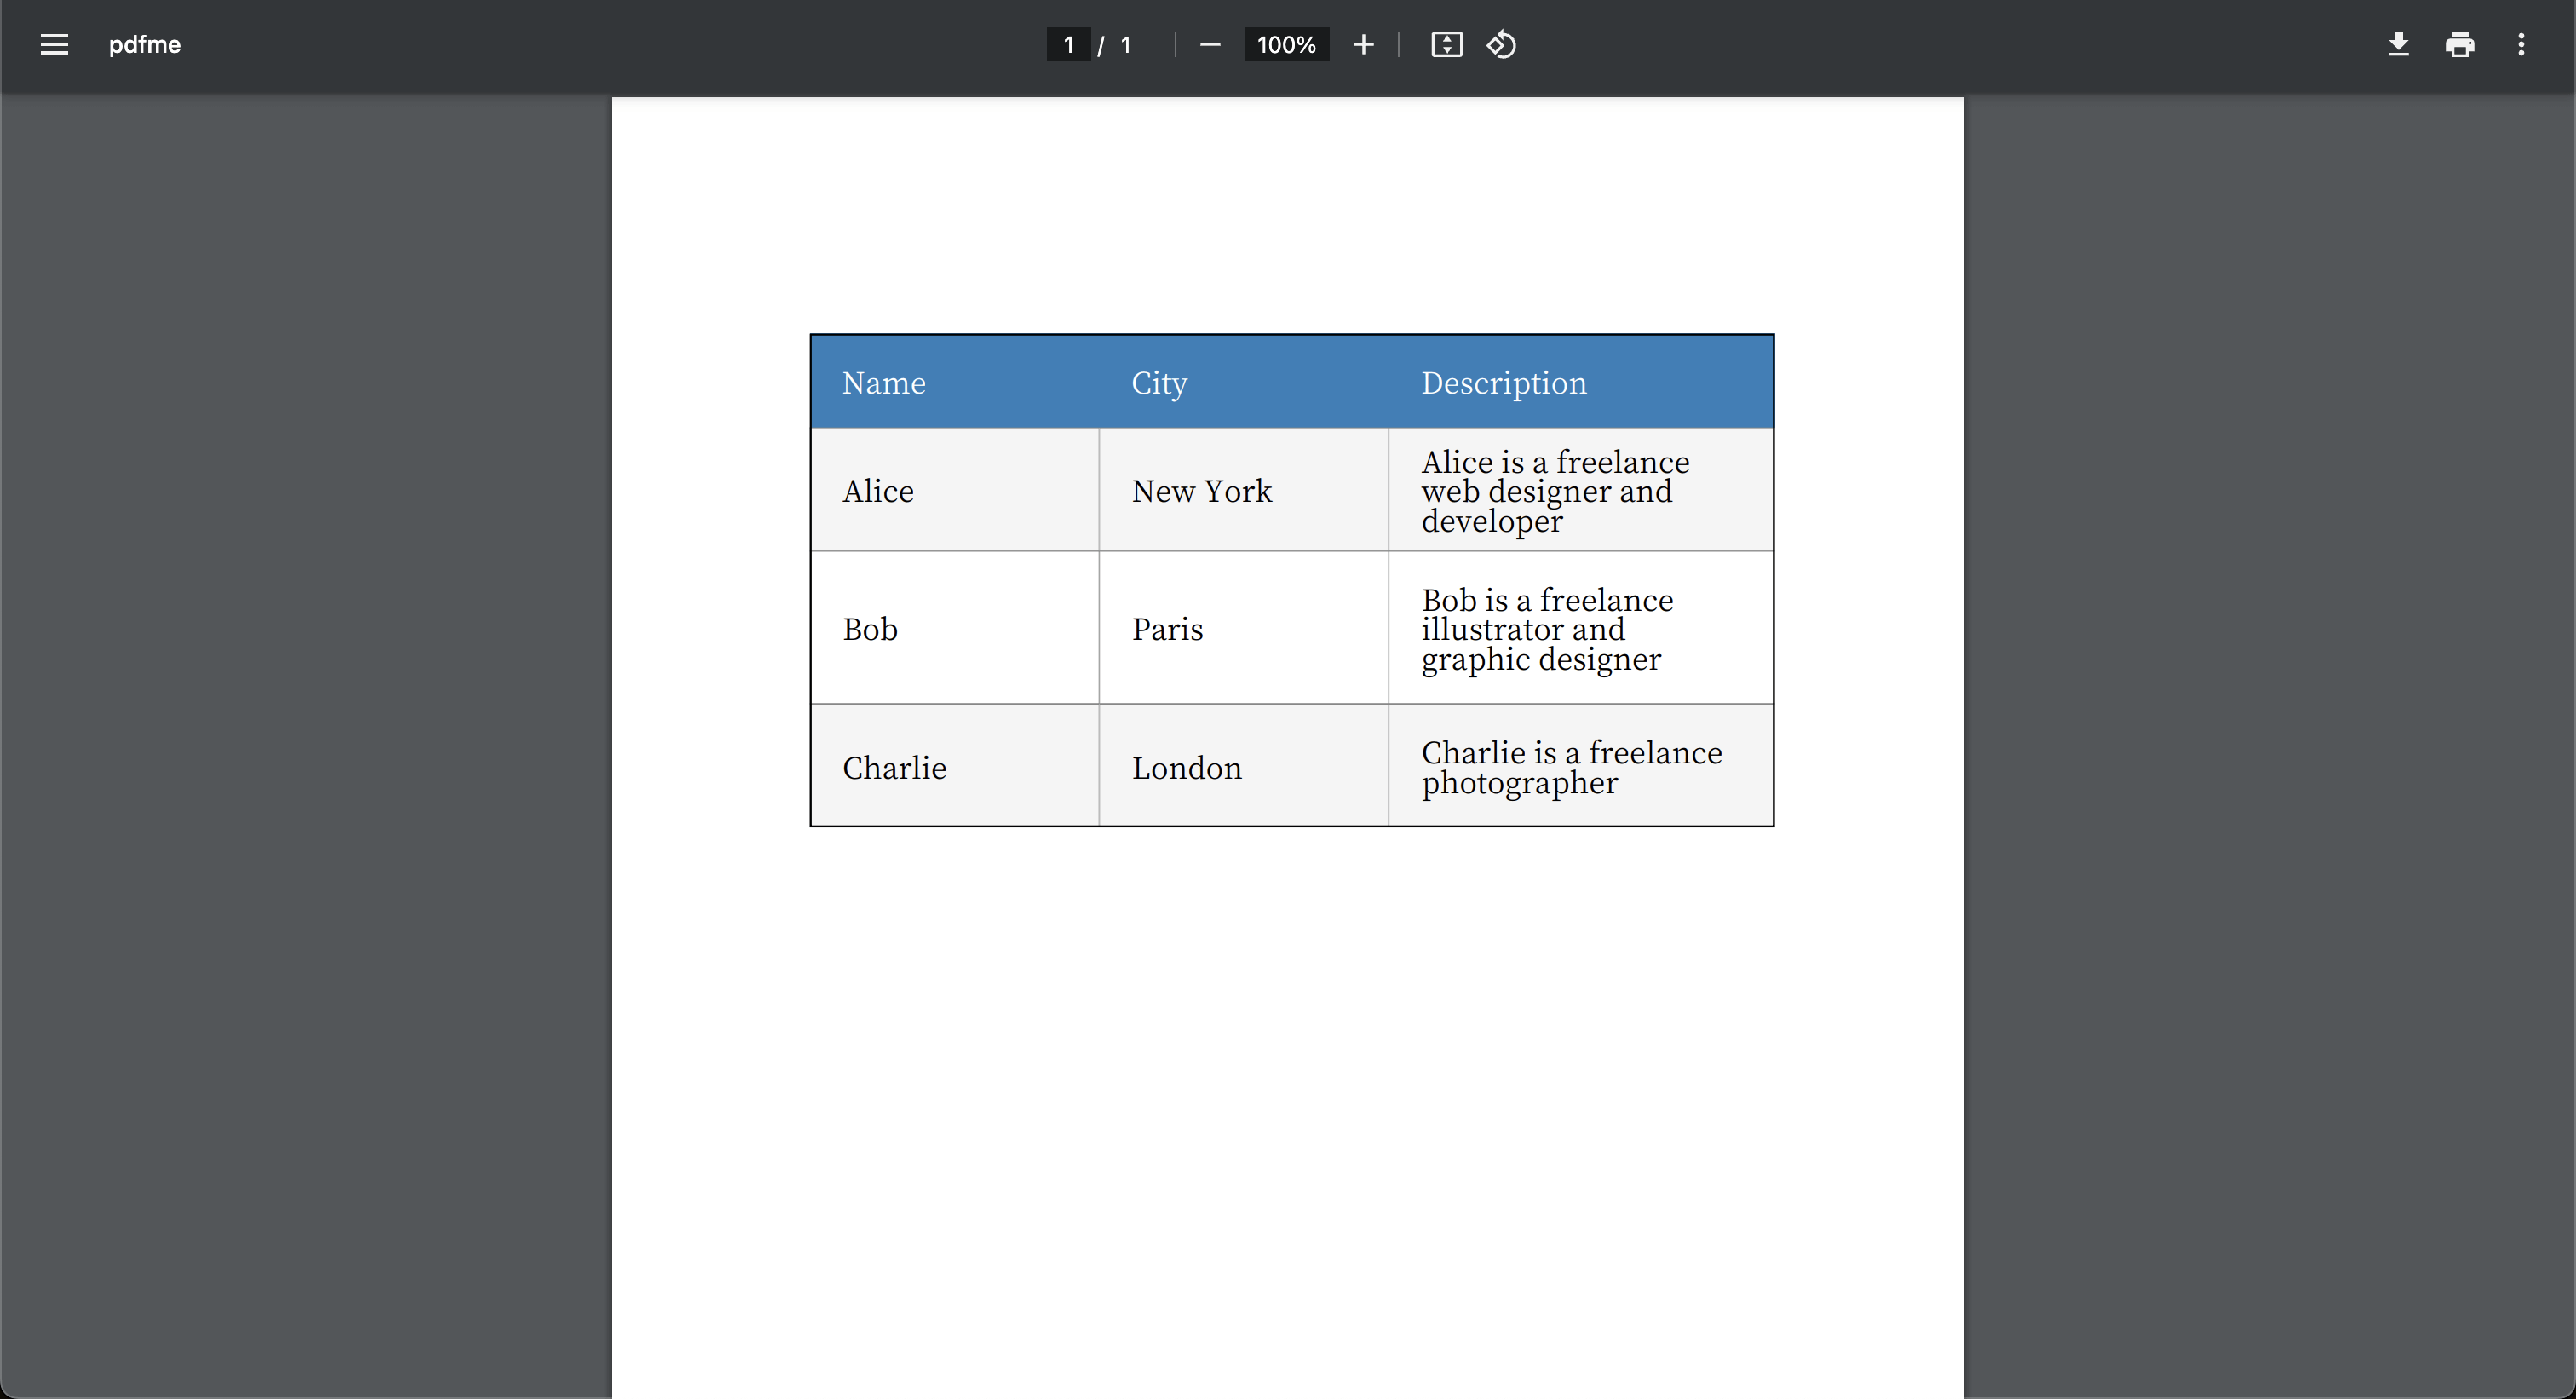 pdfme
1 / 1
100%
Name City Description
Alice New York Alice is a freelance
web designer and
developer
Bob Paris Bob is a freelance
illustrator and
graphic designer
Charlie London Charlie is a freelance
photographer